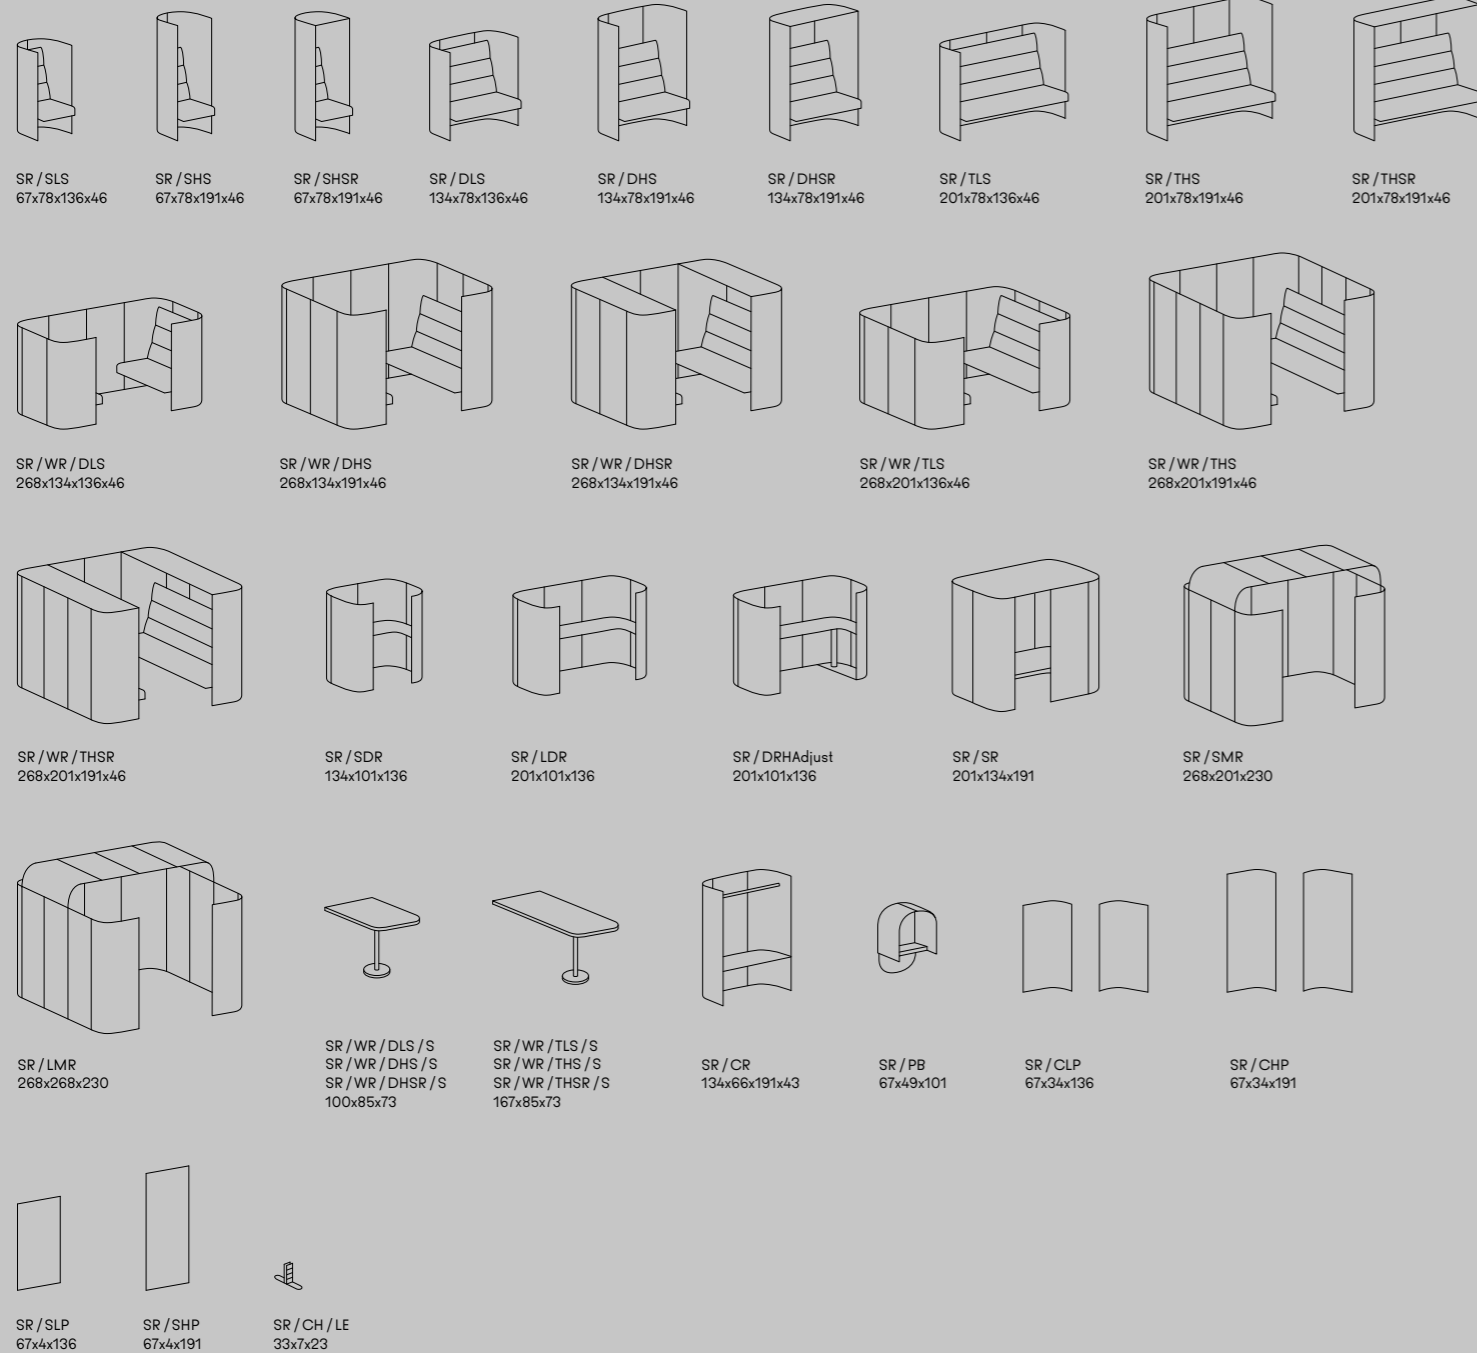 SR / SLS
67x78x136x46
SR / SHS
67x78x191x46
SR / SHSR
67x78x191x46
SR / DLS
134x78x136x46
SR / DHS
134x78x191x46
SR / DHSR
134x78x191x46
SR / TLS
201x78x136x46
SR / THS
201x78x191x46
SR / THSR
201x78x191x46
SR / WR / DLS
268x134x136x46
SR / WR / DHS
268x134x191x46
SR / WR / DHSR
268x134x191x46
SR / WR / TLS
268x201x136x46
SR / WR / THS
268x201x191x46
SR / WR / THSR
268x201x191x46
SR / SDR
134x101x136
SR / LDR
201x101x136
SR / DRHAdjust
201x101x136
SR / SR
201x134x191
SR / SMR
268x201x230
SR / LMR
268x268x230
SR / WR / DLS / S
SR / WR / DHS / S
SR / WR / DHSR / S
100x85x73
SR / WR / TLS / S
SR / WR / THS / S
SR / WR / THSR / S
167x85x73
SR / CR
134x66x191x43
SR / PB
67x49x101
SR / CLP
67x34x136
SR / CHP
67x34x191
SR / SLP
67x4x136
SR / SHP
67x4x191
SR / CH / LE
33x7x23